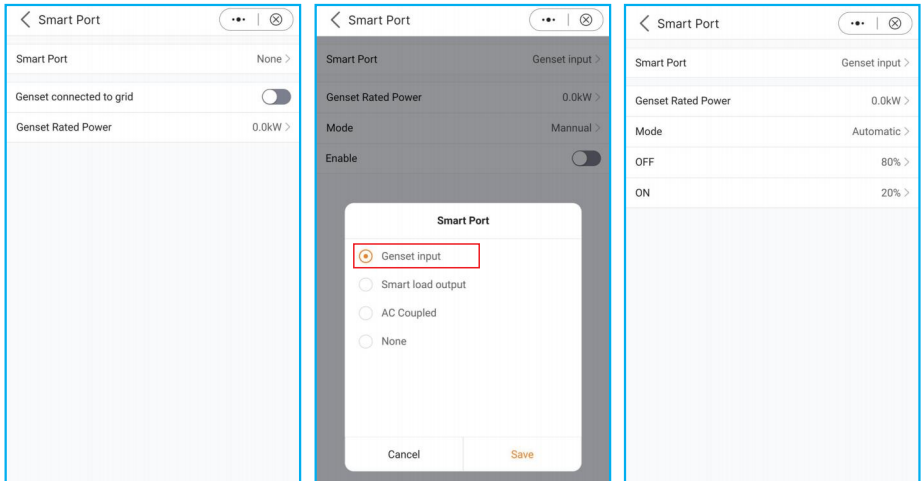 Smart Port
Smart Port None
Genset connected to grid
Genset Rated Power 0.0kW
Smart Port
Smart Port Genset input
Genset Rated Power 0.0kW
Mode Mannual
Enable
Smart Port
Genset input
Smart load output
AC Coupled
None
Cancel Save
Smart Port
Smart Port Genset input
Genset Rated Power 0.0kW
Mode Automatic
OFF 80%
ON 20%